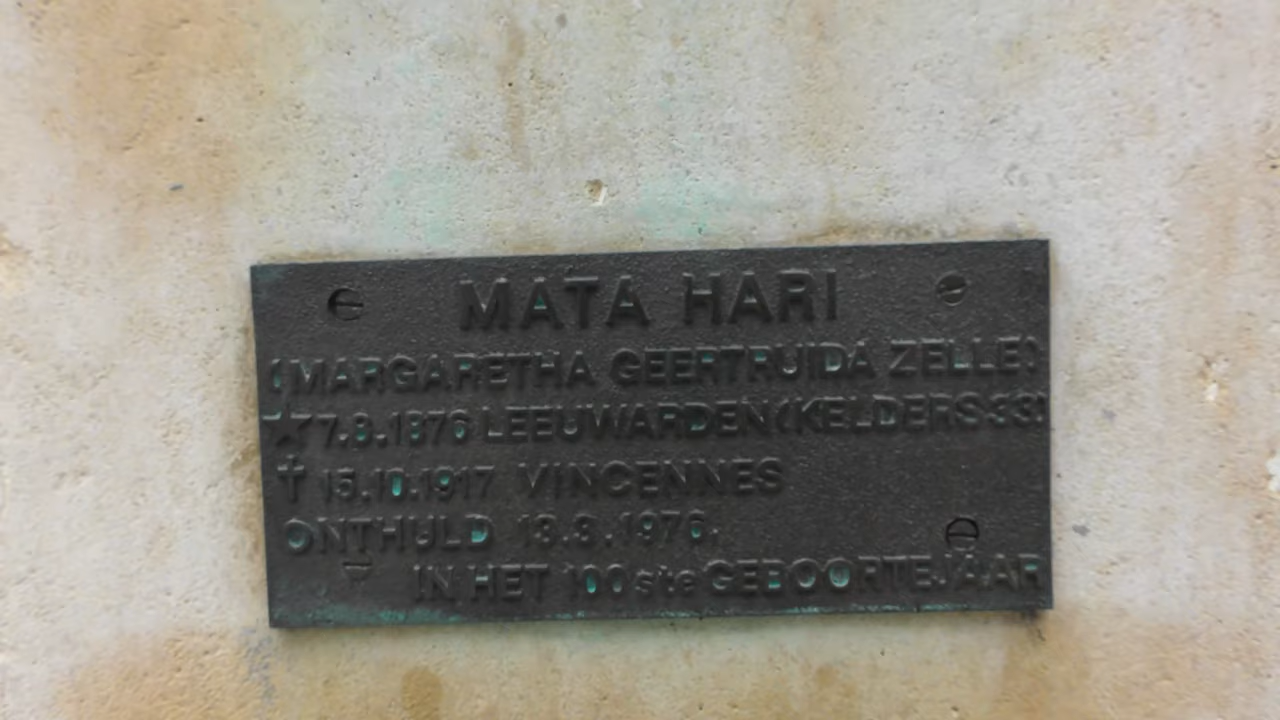 MATA HARI
(MARGARETHA GEERTRUIDA ZELLE)
7.8.1876 LEEUWARDEN (KELDERS 33)
† 15.10.1917 VINCENNES
ONTHULD 13.8.1976.
IN HET 100ste GEBOORTEJAAR